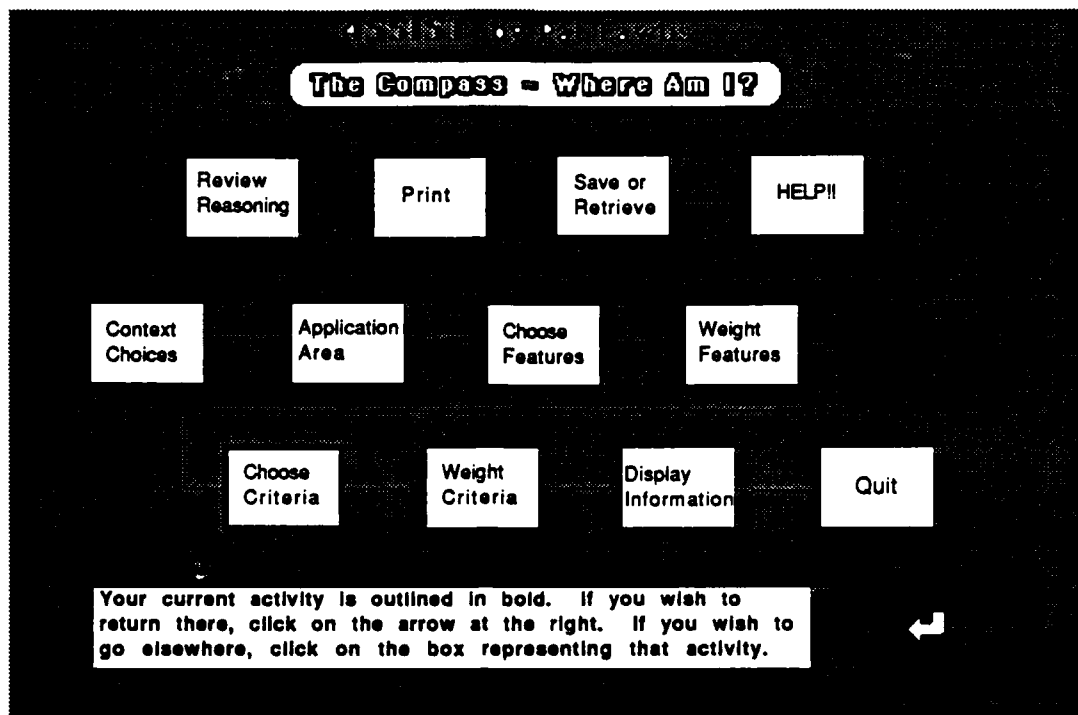 The Compass - Where Am I?
Review
Reasoning
Print
Save or
Retrieve
HELP!!
Context
Choices
Application
Area
Choose
Features
Weight
Features
Choose
Criteria
Weight
Criteria
Display
Information
Quit
Your current activity is outlined in bold. If you wish to
return there, click on the arrow at the right. If you wish to
go elsewhere, click on the box representing that activity.